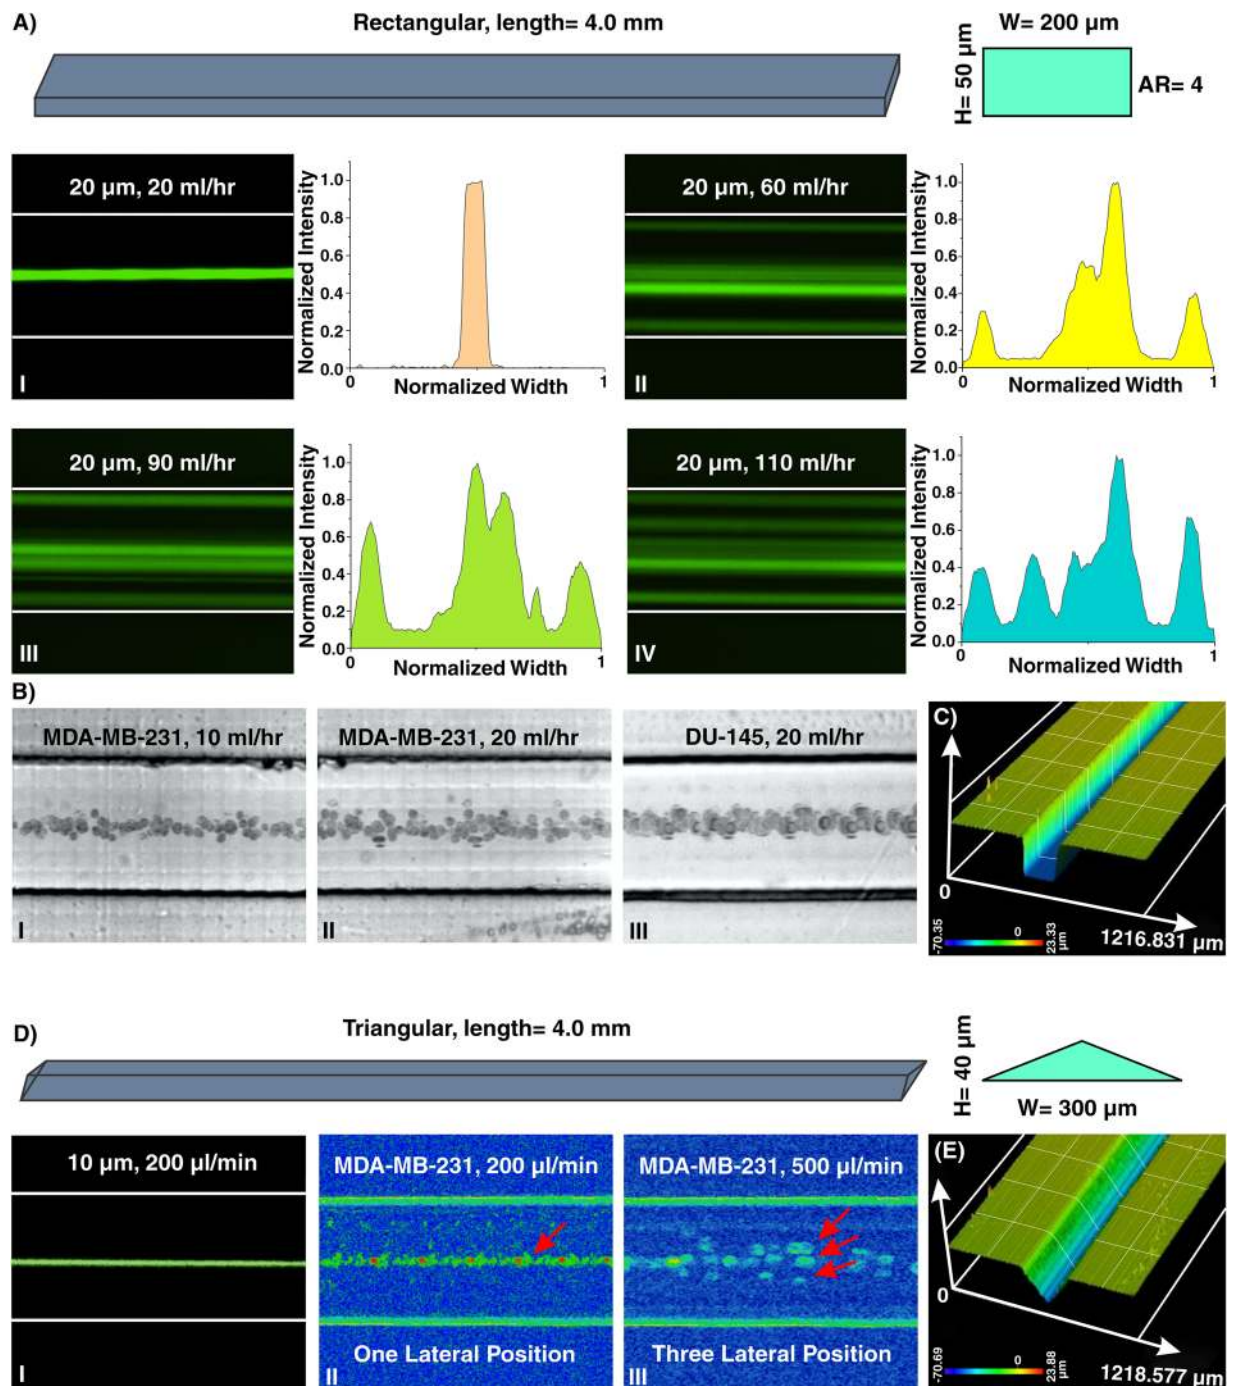 A)
Rectangular, length= 4.0 mm
W= 200 µm
H= 50 µm
AR= 4
20 µm, 20 ml/hr
I
Normalized Intensity
1.0
0.8
0.6
0.4
0.2
0.0
0
1
Normalized Width
20 µm, 60 ml/hr
II
Normalized Intensity
1.0
0.8
0.6
0.4
0.2
0.0
0
1
Normalized Width
20 µm, 90 ml/hr
III
Normalized Intensity
1.0
0.8
0.6
0.4
0.2
0.0
0
1
Normalized Width
20 µm, 110 ml/hr
IV
Normalized Intensity
1.0
0.8
0.6
0.4
0.2
0.0
0
1
Normalized Width
B)
MDA-MB-231, 10 ml/hr
I
MDA-MB-231, 20 ml/hr
II
DU-145, 20 ml/hr
III
C)
0
-70.35
0
23.33
µm
1216.831 µm
D)
Triangular, length= 4.0 mm
H= 40 µm
W= 300 µm
10 µm, 200 µl/min
I
MDA-MB-231, 200 µl/min
One Lateral Position
II
MDA-MB-231, 500 µl/min
Three Lateral Position
III
(E)
0
-70.69
0
23.88
µm
1218.577 µm